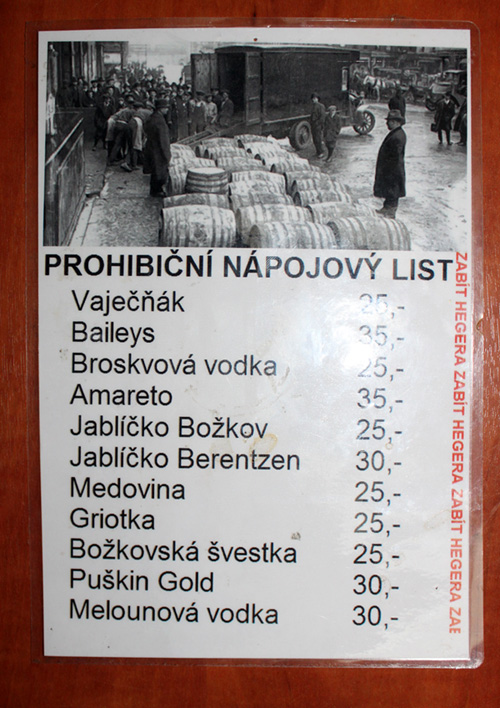 PROHIBIČNÍ NÁPOJOVÝ LIST
Vaječňák 25,-
Baileys 35,-
Broskvová vodka 25,-
Amareto 35,-
Jablíčko Božkov 25,-
Jablíčko Berentzen 30,-
Medovina 25,-
Griotka 25,-
Božkovská švestka 25,-
Puškin Gold 30,-
Melounová vodka 30,-
ZABÍT HEGERA ZABÍT HEGERA ZABÍT HEGERA ZAB